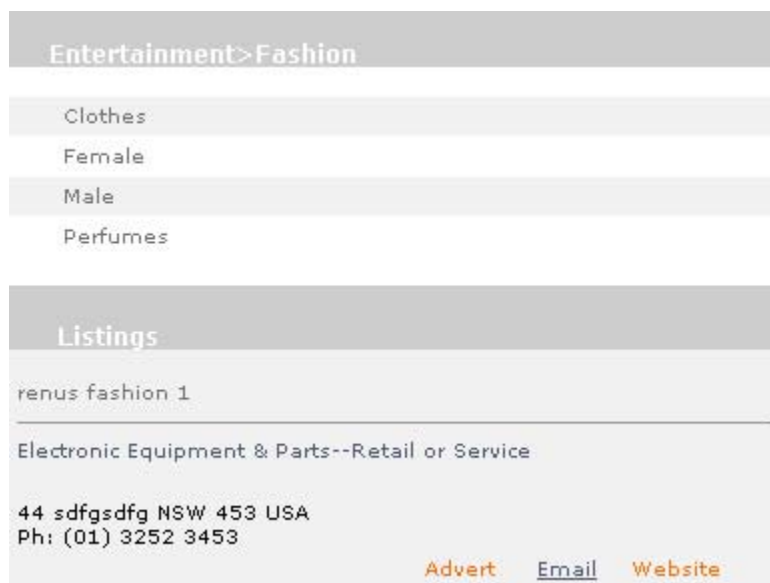 Entertainment>Fashion
Clothes
Female
Male
Perfumes
Listings
renus fashion 1
Electronic Equipment & Parts--Retail or Service
44 sdfgsdfg NSW 453 USA
Ph: (01) 3252 3453
Advert Email Website